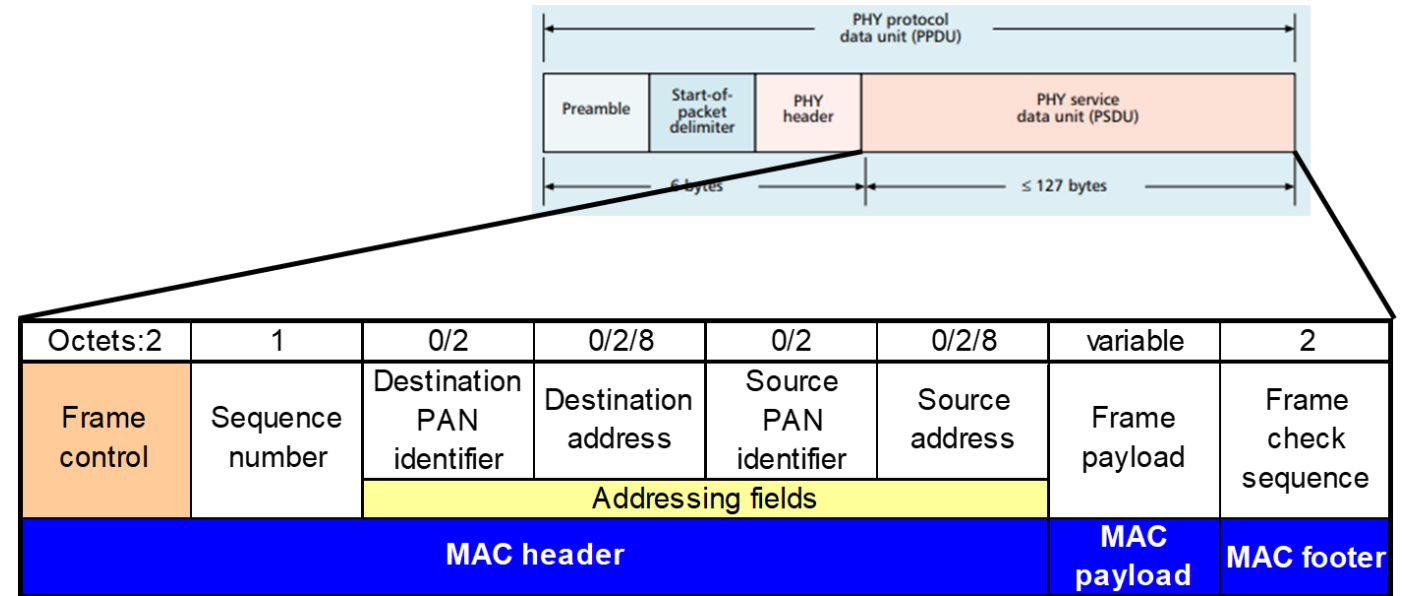 PHY protocol
data unit (PPDU)
Preamble
Start-of-
packet
delimiter
PHY
header
PHY service
data unit (PSDU)
6 bytes
≤ 127 bytes
Octets:2 1 0/2 0/2/8 0/2 0/2/8 variable 2
Frame
control
Sequence
number
Destination
PAN
identifier
Destination
address
Source
PAN
identifier
Source
address
Frame
payload
Frame
check
sequence
Addressing fields
MAC header
MAC
payload
MAC footer